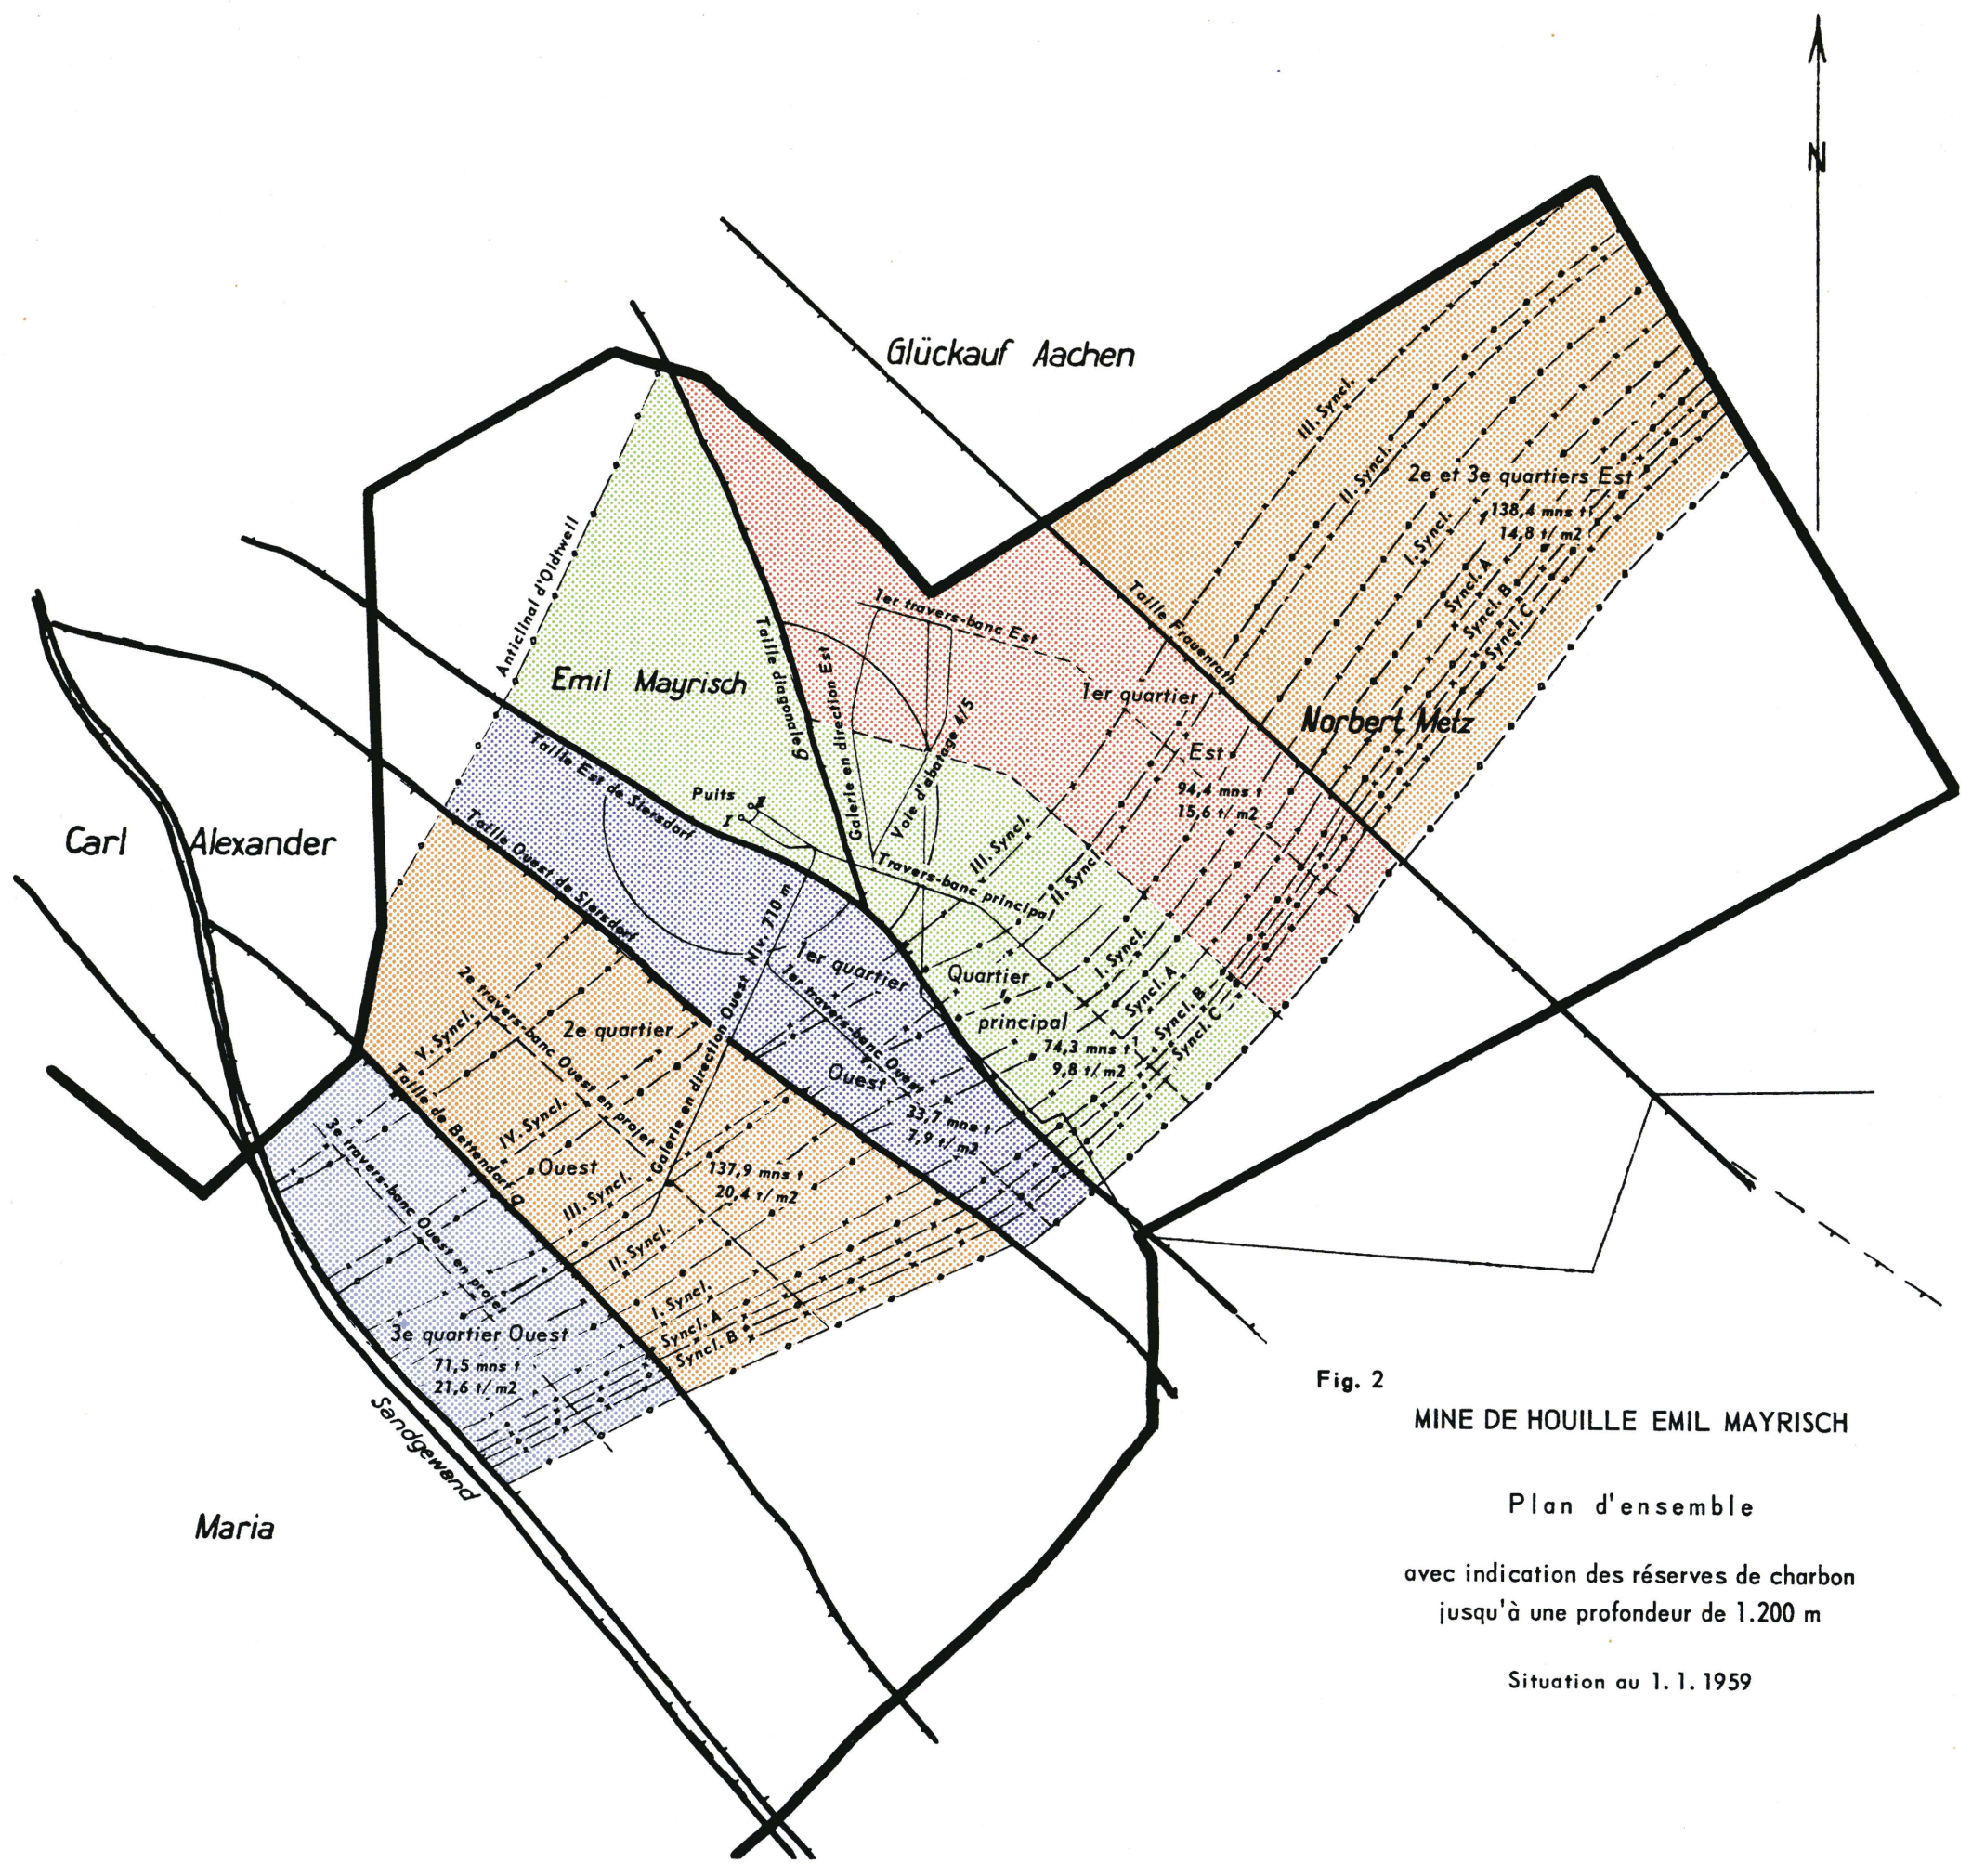 N
Glückauf Aachen
III. Syncl.
II. Syncl.
2e et 3e quartiers Est
138,4 mns t
14,8 t/m2
I. Syncl.
Syncl. A
Syncl. B
Syncl. C
Taille Frauenrath
Norbert Metz
Anticlinal d'Oidtweil
Emil Mayrisch
Taille diagonale
Galerie en direction Est
1er travers-banc Est
Voie d'abatage 4/5
1er quartier
Est
94,4 mns t
15,6 t/m2
Puits
II
I
Taille Est de Siersdorf
Taille Ouest de Siersdorf
Travers-banc principal
III. Syncl.
II. Syncl.
I. Syncl.
Syncl. A
Syncl. B
Syncl. C
Quartier
principal
74,3 mns t
9,8 t/m2
Carl Alexander
Galerie en direction Ouest Niv. 710 m
1er quartier
1er travers-banc Ouest
Ouest
33,7 mns t
7,9 t/m2
2e travers-banc Ouest en projet
2e quartier
V. Syncl.
IV. Syncl.
Ouest
137,9 mns t
20,4 t/m2
III. Syncl.
II. Syncl.
I. Syncl.
Syncl. A
Syncl. B
Taille de Bettendorf
3e travers-banc Ouest en projet
3e quartier Ouest
71,5 mns t
21,6 t/m2
Sandgewand
Maria
Fig. 2
MINE DE HOUILLE EMIL MAYRISCH
Plan d'ensemble
avec indication des réserves de charbon
jusqu'à une profondeur de 1.200 m
Situation au 1.1.1959